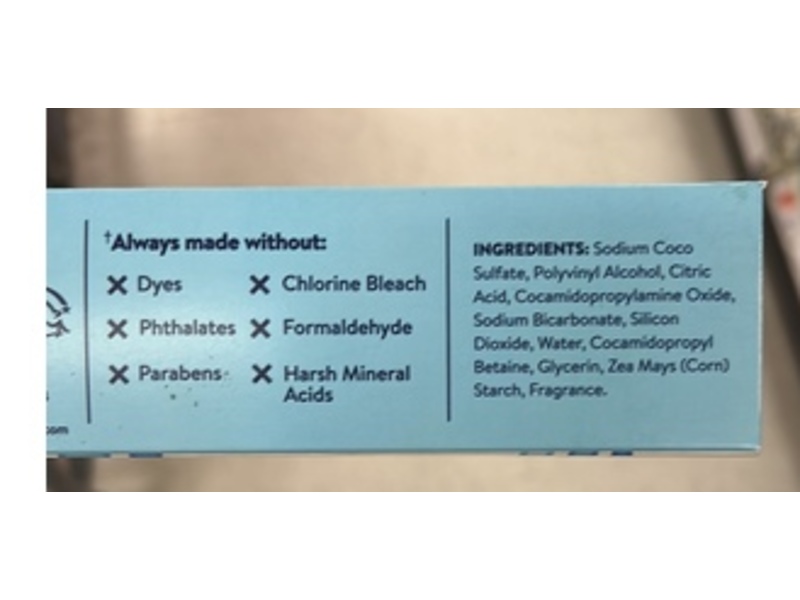 †Always made without:
✕ Dyes
✕ Phthalates
✕ Parabens
✕ Chlorine Bleach
✕ Formaldehyde
✕ Harsh Mineral
Acids
INGREDIENTS: Sodium Coco
Sulfate, Polyvinyl Alcohol, Citric
Acid, Cocamidopropylamine Oxide,
Sodium Bicarbonate, Silicon
Dioxide, Water, Cocamidopropyl
Betaine, Glycerin, Zea Mays (Corn)
Starch, Fragrance.